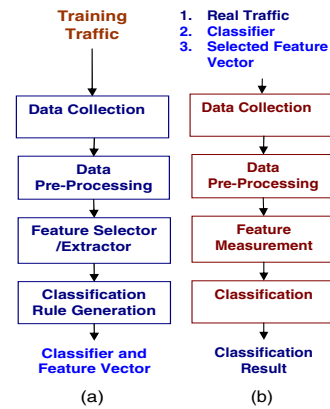 Training
Traffic
Data Collection
Data
Pre-Processing
Feature Selector
/Extractor
Classification
Rule Generation
Classifier and
Feature Vector
(a)
1. Real Traffic
2. Classifier
3. Selected Feature
Vector
Data Collection
Data
Pre-Processing
Feature
Measurement
Classification
Classification
Result
(b)